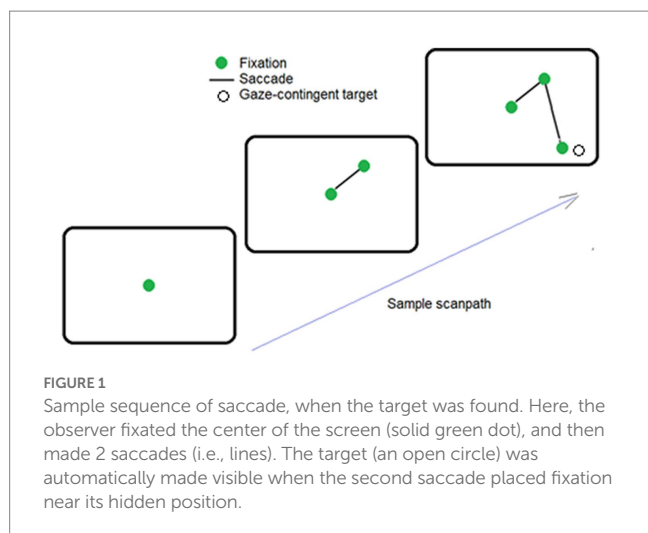 Fixation
Saccade
Gaze-contingent target
Sample scanpath
FIGURE 1
Sample sequence of saccade, when the target was found. Here, the
observer fixated the center of the screen (solid green dot), and then
made 2 saccades (i.e., lines). The target (an open circle) was
automatically made visible when the second saccade placed fixation
near its hidden position.